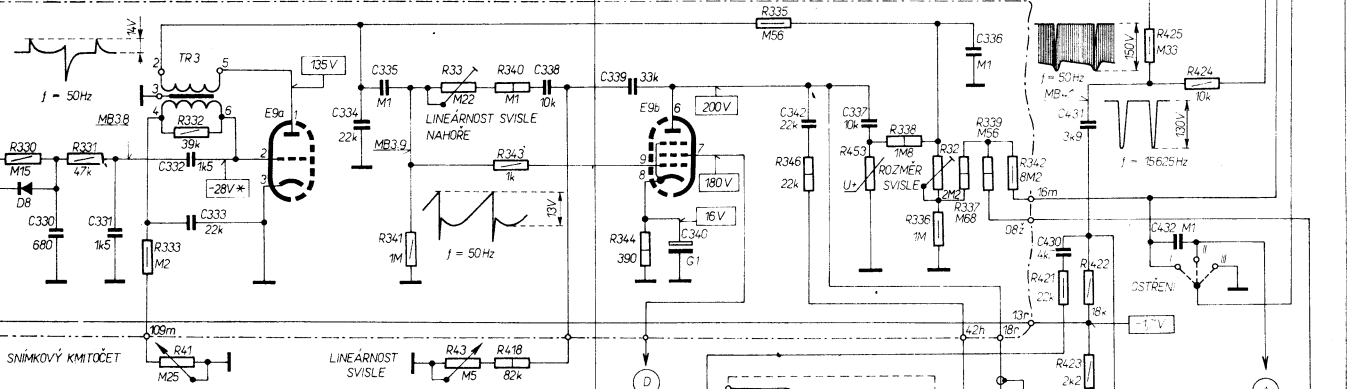 14V
f = 50Hz
MB3.8
R330
M15
R331
47k
D8
C330
680
C331
1k5
TR3
2
5
3
4
6
R332
39k
C332
1k5
-28V*
C333
22k
R333
M2
109m
SNÍMKOVÝ KMITOČET
R41
M25
135V
E9a
1
2
3
C334
22k
C335
M1
MB3.9
R33
M22
R340
M1
C338
10k
LINEÁRNOST SVISLE
NAHOŘE
R343
1k
R341
1M
13V
f = 50Hz
LINEÁRNOST
SVISLE
R43
M5
R418
82k
R335
M56
C339
33k
E9b
6
7
9
8
200V
180V
16V
R344
390
C340
G1
D
C342
22k
R346
22k
C337
10k
R453
U+
R338
1M8
ROZMĚR
SVISLE
R32
2M2
R336
1M
R337
M68
R339
M56
R342
8M2
C336
M1
16m
13r
42h
18r
150V
f = 50Hz
R425
M33
R424
10k
C431
3k9
130V
f = 15625Hz
C430
R421
R422
18k
-1,7V
R423
2k2
C432
M1
I
II
III